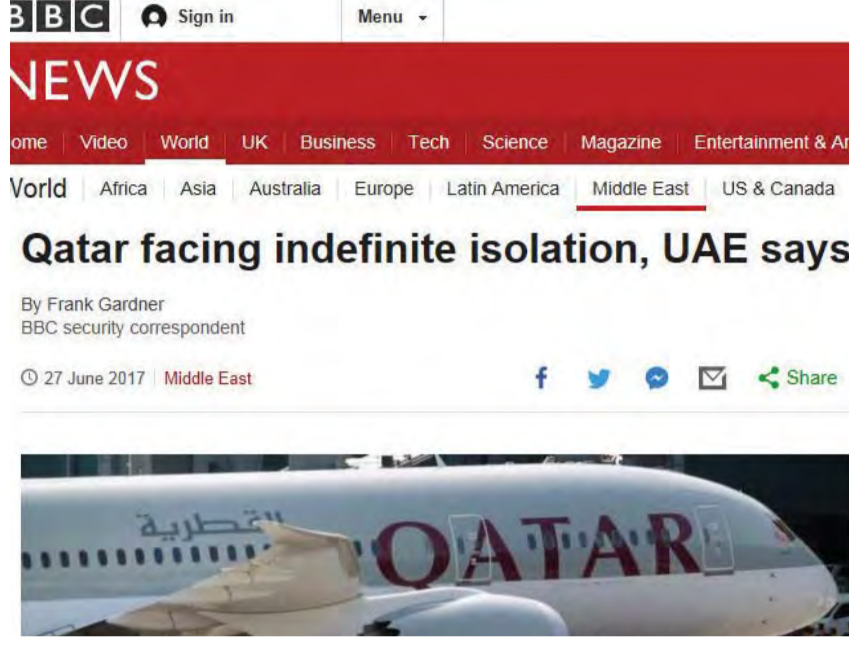 BBC Sign in Menu
NEWS
ome Video World UK Business Tech Science Magazine Entertainment & Ar
World Africa Asia Australia Europe Latin America Middle East US & Canada
Qatar facing indefinite isolation, UAE says
By Frank Gardner
BBC security correspondent
27 June 2017 Middle East Share
القطرية
QATAR